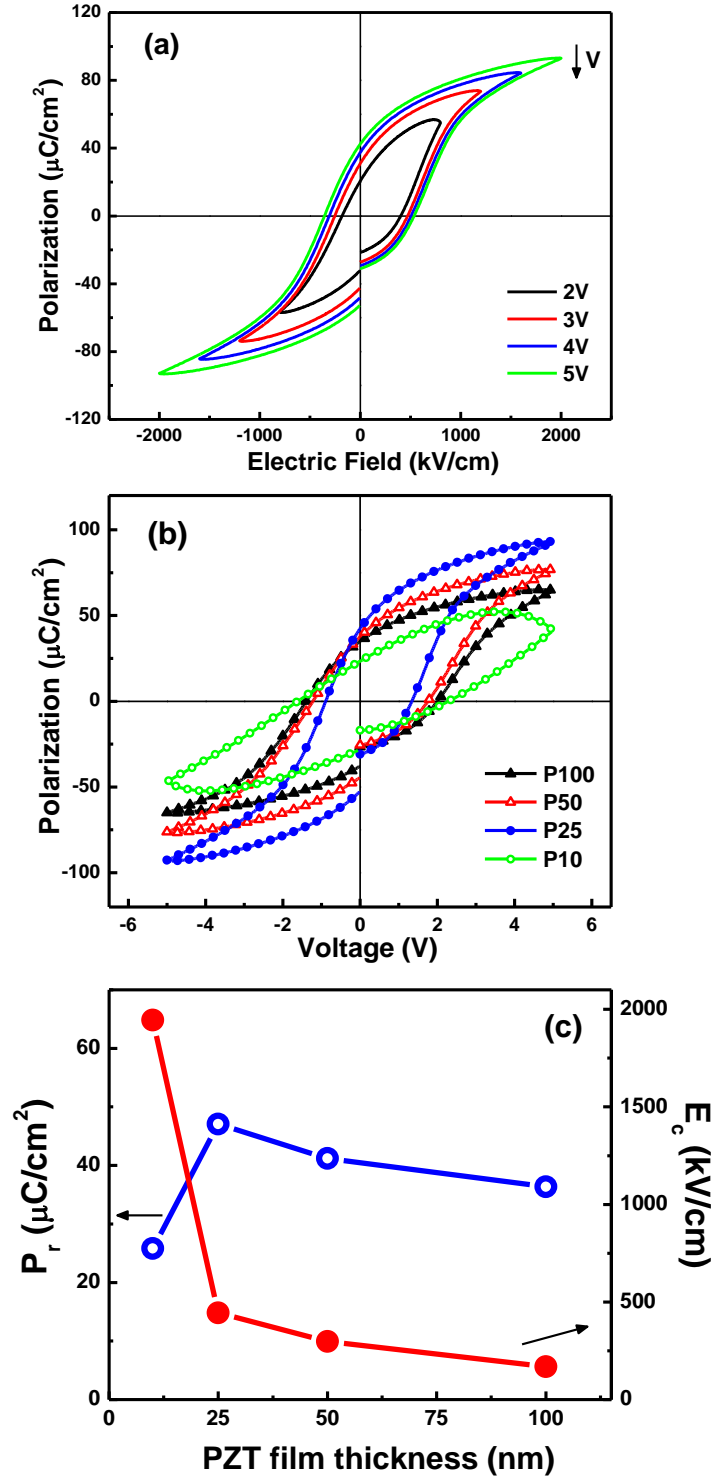 (a)
V
120
80
40
0
-40
-80
-120
Polarization (μC/cm²)
2V
3V
4V
5V
-2000 -1000 0 1000 2000
Electric Field (kV/cm)
(b)
100
50
0
-50
-100
Polarization (μC/cm²)
P100
P50
P25
P10
-6 -4 -2 0 2 4 6
Voltage (V)
(c)
60
40
20
0
P_r (μC/cm²)
2000
1500
1000
500
0
E_c (kV/cm)
0 25 50 75 100
PZT film thickness (nm)